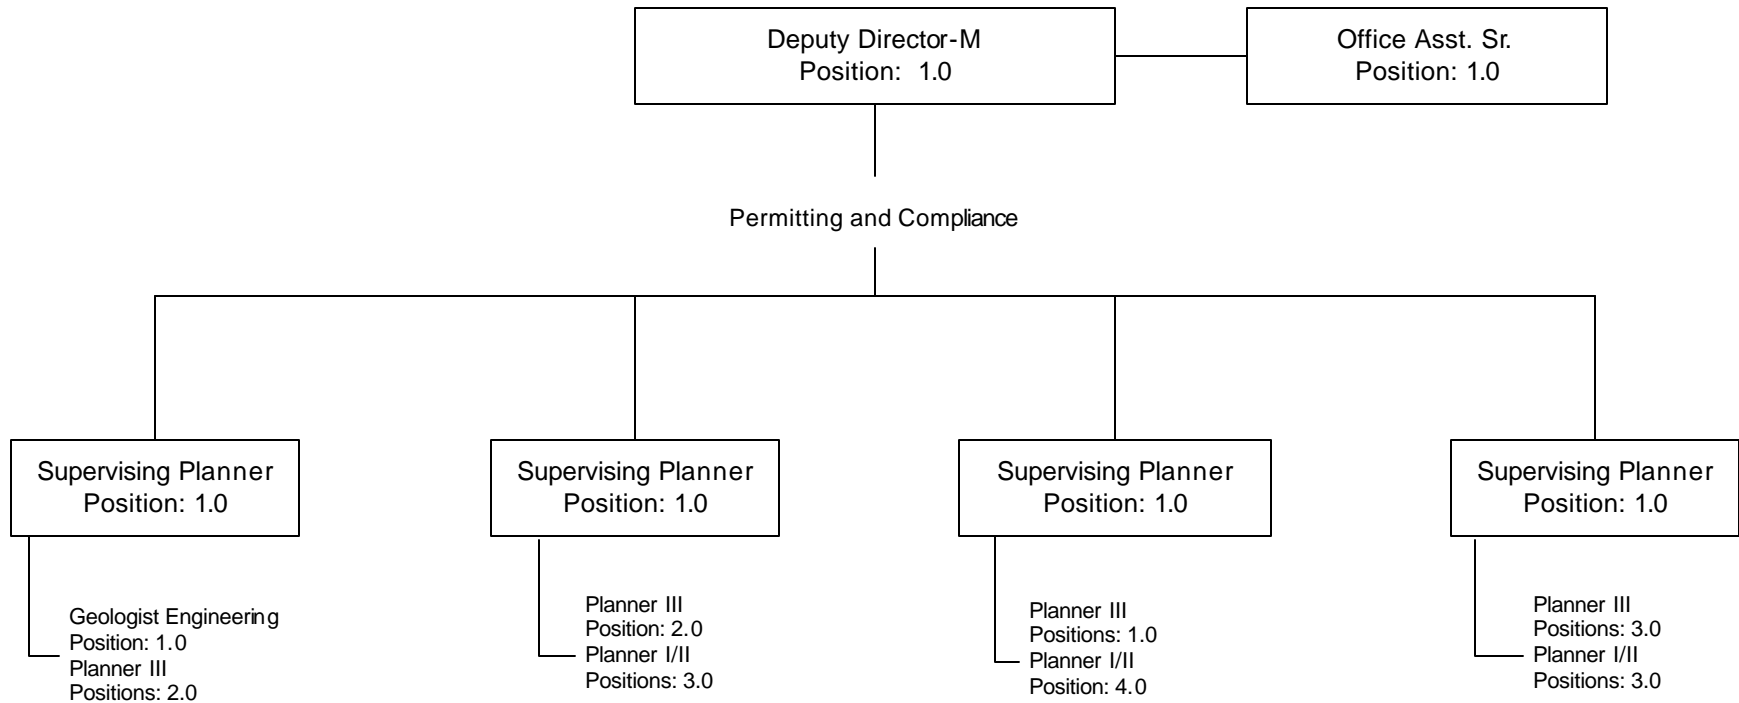 Deputy Director-M
Position: 1.0
Office Asst. Sr.
Position: 1.0
Permitting and Compliance
Supervising Planner
Position: 1.0
Supervising Planner
Position: 1.0
Supervising Planner
Position: 1.0
Supervising Planner
Position: 1.0
Geologist Engineering
Position: 1.0
Planner III
Positions: 2.0
Planner III
Position: 2.0
Planner I/II
Positions: 3.0
Planner III
Positions: 1.0
Planner I/II
Position: 4.0
Planner III
Positions: 3.0
Planner I/II
Positions: 3.0